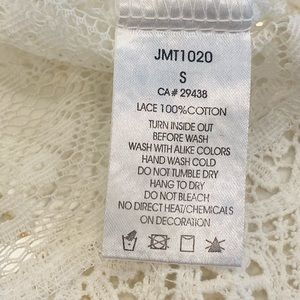 JMT1020
S
CA# 29438
LACE 100%COTTON
TURN INSIDE OUT
BEFORE WASH
WASH WITH ALIKE COLORS
HAND WASH COLD
DO NOT TUMBLE DRY
HANG TO DRY
DO NOT BLEACH
NO DIRECT HEAT/CHEMICALS
ON DECORATION